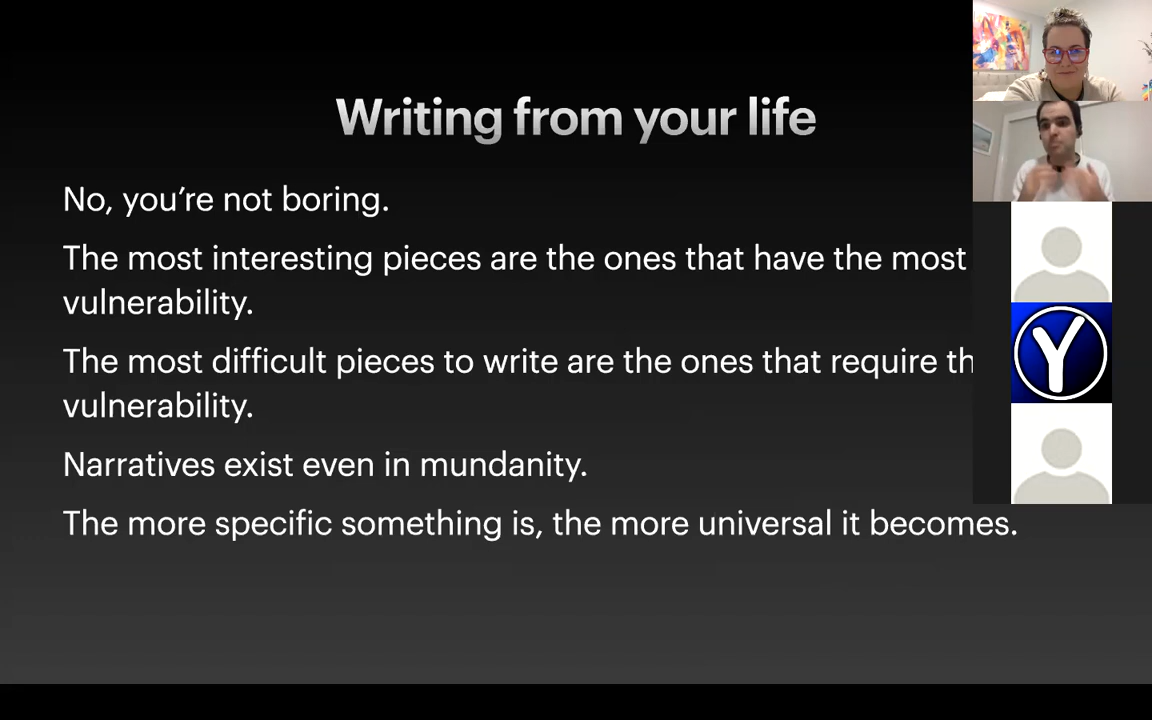 Writing from your life
No, you're not boring.
The most interesting pieces are the ones that have the most
vulnerability.
The most difficult pieces to write are the ones that require th
vulnerability.
Narratives exist even in mundanity.
The more specific something is, the more universal it becomes.
Y